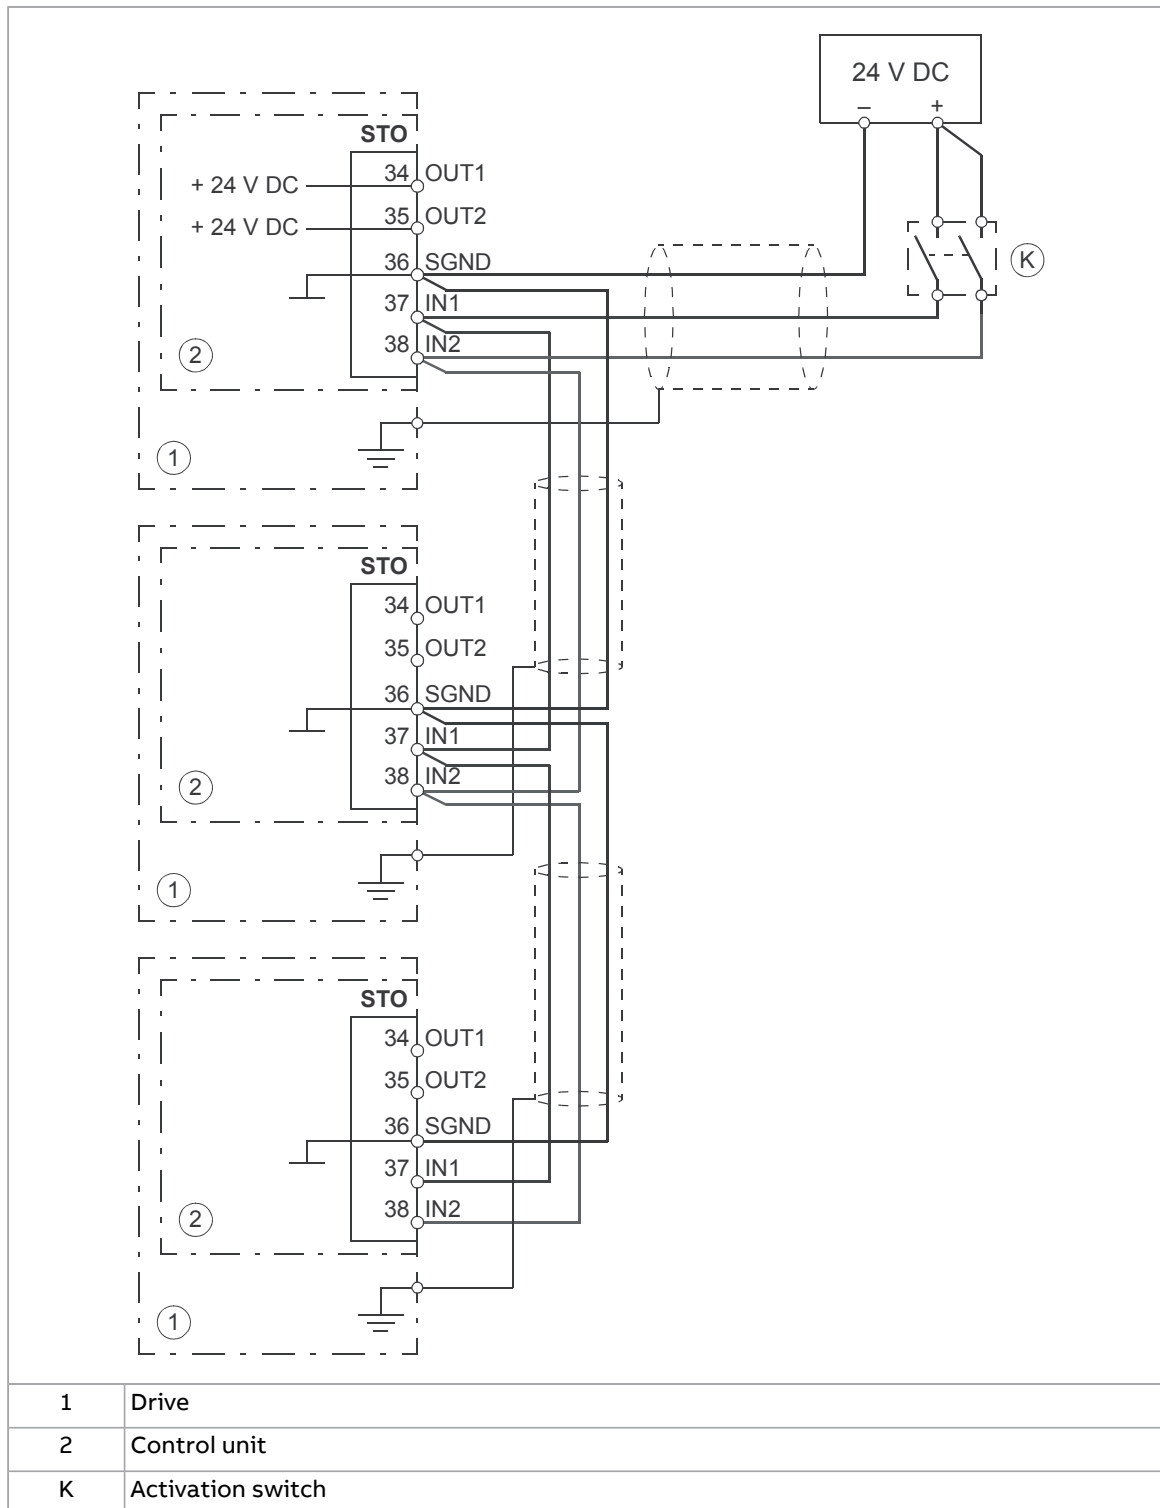 24 V DC
– +
STO
34 OUT1
+ 24 V DC
35 OUT2
+ 24 V DC
36 SGND
K
37 IN1
38 IN2
2
1
STO
34 OUT1
35 OUT2
36 SGND
37 IN1
38 IN2
2
1
STO
34 OUT1
35 OUT2
36 SGND
37 IN1
38 IN2
2
1
1 Drive
2 Control unit
K Activation switch